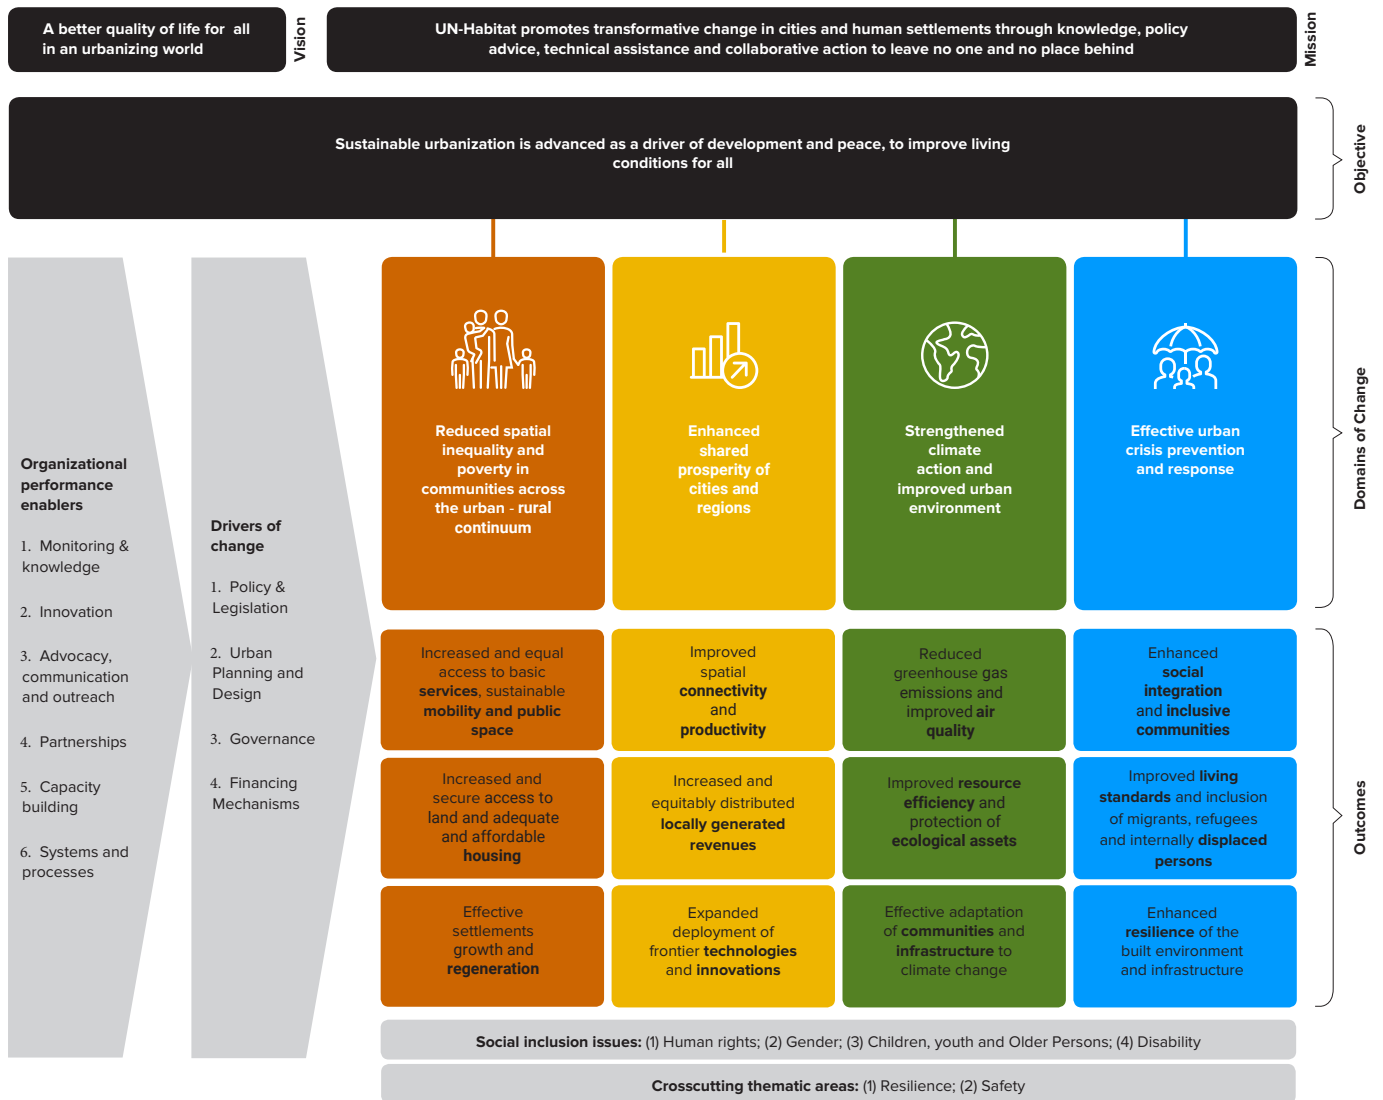 A better quality of life for all
in an urbanizing world
Vision
UN-Habitat promotes transformative change in cities and human settlements through knowledge, policy
advice, technical assistance and collaborative action to leave no one and no place behind
Mission
Sustainable urbanization is advanced as a driver of development and peace, to improve living
conditions for all
Objective
Organizational
performance
enablers
1. Monitoring &
knowledge
2. Innovation
3. Advocacy,
communication
and outreach
4. Partnerships
5. Capacity
building
6. Systems and
processes
Drivers of
change
1. Policy &
Legislation
2. Urban
Planning and
Design
3. Governance
4. Financing
Mechanisms
Reduced spatial
inequality and
poverty in
communities across
the urban - rural
continuum
Enhanced
shared
prosperity of
cities and
regions
Strengthened
climate
action and
improved urban
environment
Effective urban
crisis prevention
and response
Domains of Change
Increased and equal
access to basic
services, sustainable
mobility and public
space
Improved
spatial
connectivity
and
productivity
Reduced
greenhouse gas
emissions and
improved air
quality
Enhanced
social
integration
and inclusive
communities
Increased and
secure access to
land and adequate
and affordable
housing
Increased and
equitably distributed
locally generated
revenues
Improved resource
efficiency and
protection of
ecological assets
Improved living
standards and inclusion
of migrants, refugees
and internally displaced
persons
Effective
settlements
growth and
regeneration
Expanded
deployment of
frontier technologies
and innovations
Effective adaptation
of communities and
infrastructure to
climate change
Enhanced
resilience of the
built environment
and infrastructure
Outcomes
Social inclusion issues: (1) Human rights; (2) Gender; (3) Children, youth and Older Persons; (4) Disability
Crosscutting thematic areas: (1) Resilience; (2) Safety